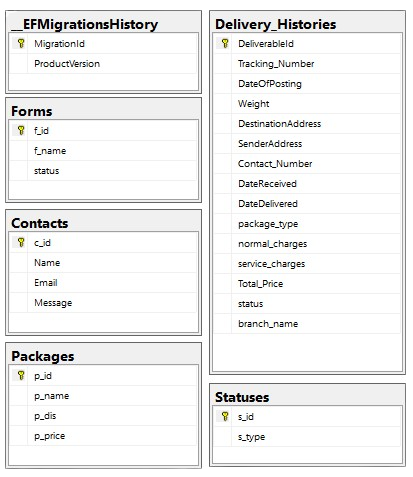 __EFMigrationsHistory
MigrationId
ProductVersion
Forms
f_id
f_name
status
Contacts
c_id
Name
Email
Message
Packages
p_id
p_name
p_dis
p_price
Delivery_Histories
DeliverableId
Tracking_Number
DateOfPosting
Weight
DestinationAddress
SenderAddress
Contact_Number
DateReceived
DateDelivered
package_type
normal_charges
service_charges
Total_Price
status
branch_name
Statuses
s_id
s_type